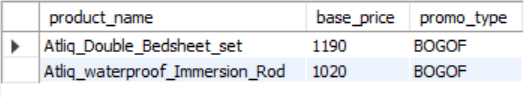 product_name base_price promo_type
Atliq_Double_Bedsheet_set 1190 BOGOF
Atliq_waterproof_Immersion_Rod 1020 BOGOF